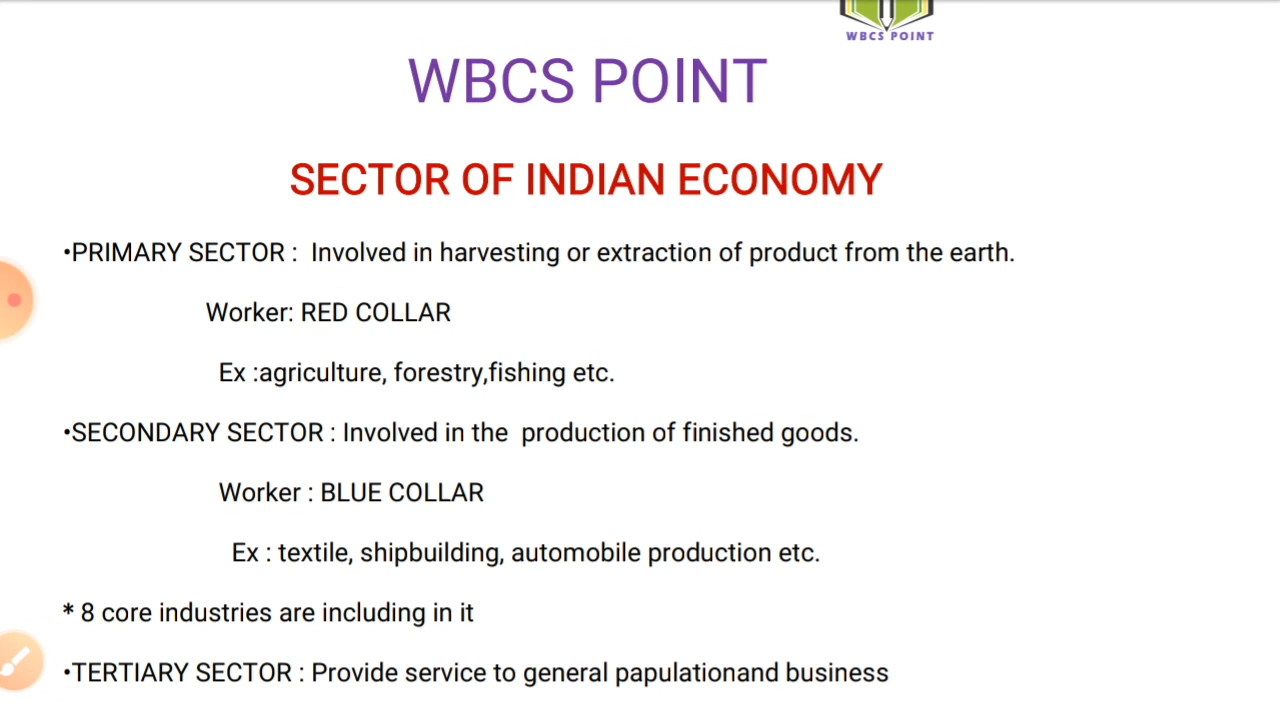 WBCS POINT
WBCS POINT
SECTOR OF INDIAN ECONOMY
•PRIMARY SECTOR : Involved in harvesting or extraction of product from the earth.
Worker: RED COLLAR
Ex :agriculture, forestry,fishing etc.
•SECONDARY SECTOR : Involved in the production of finished goods.
Worker : BLUE COLLAR
Ex : textile, shipbuilding, automobile production etc.
* 8 core industries are including in it
•TERTIARY SECTOR : Provide service to general papulationand business